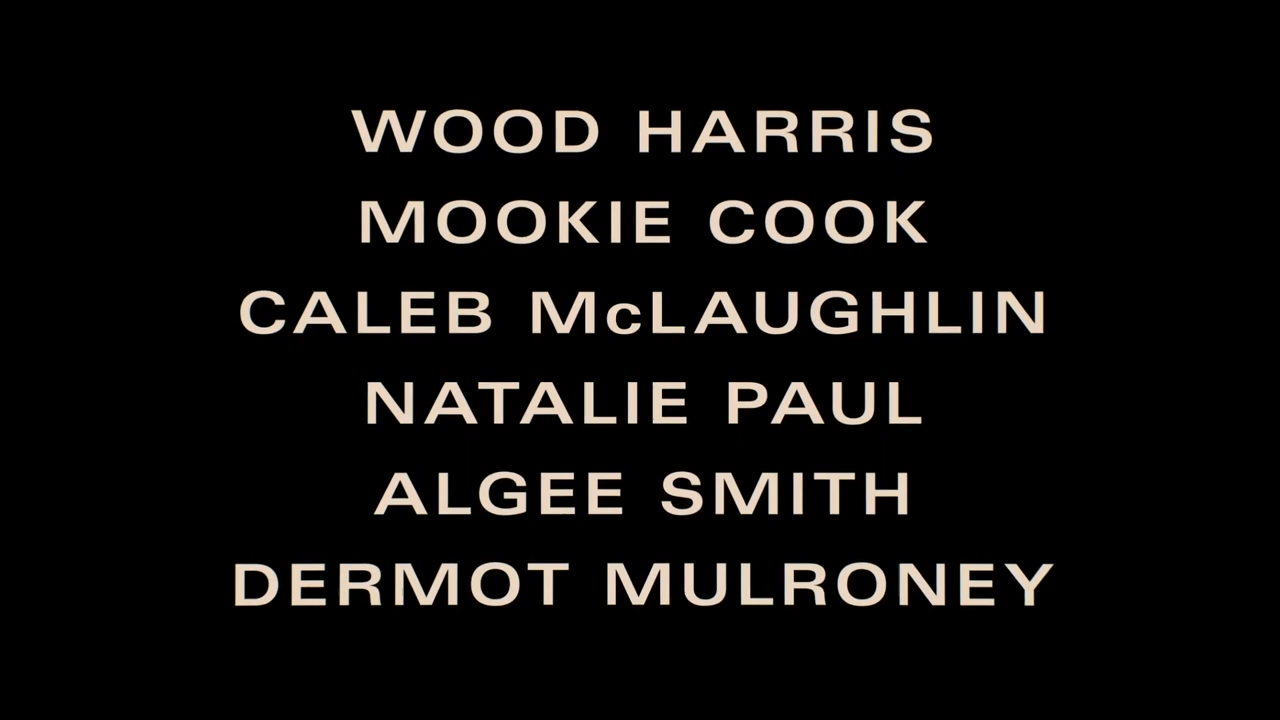 WOOD HARRIS
MOOKIE COOK
CALEB McLAUGHLIN
NATALIE PAUL
ALGEE SMITH
DERMOT MULRONEY